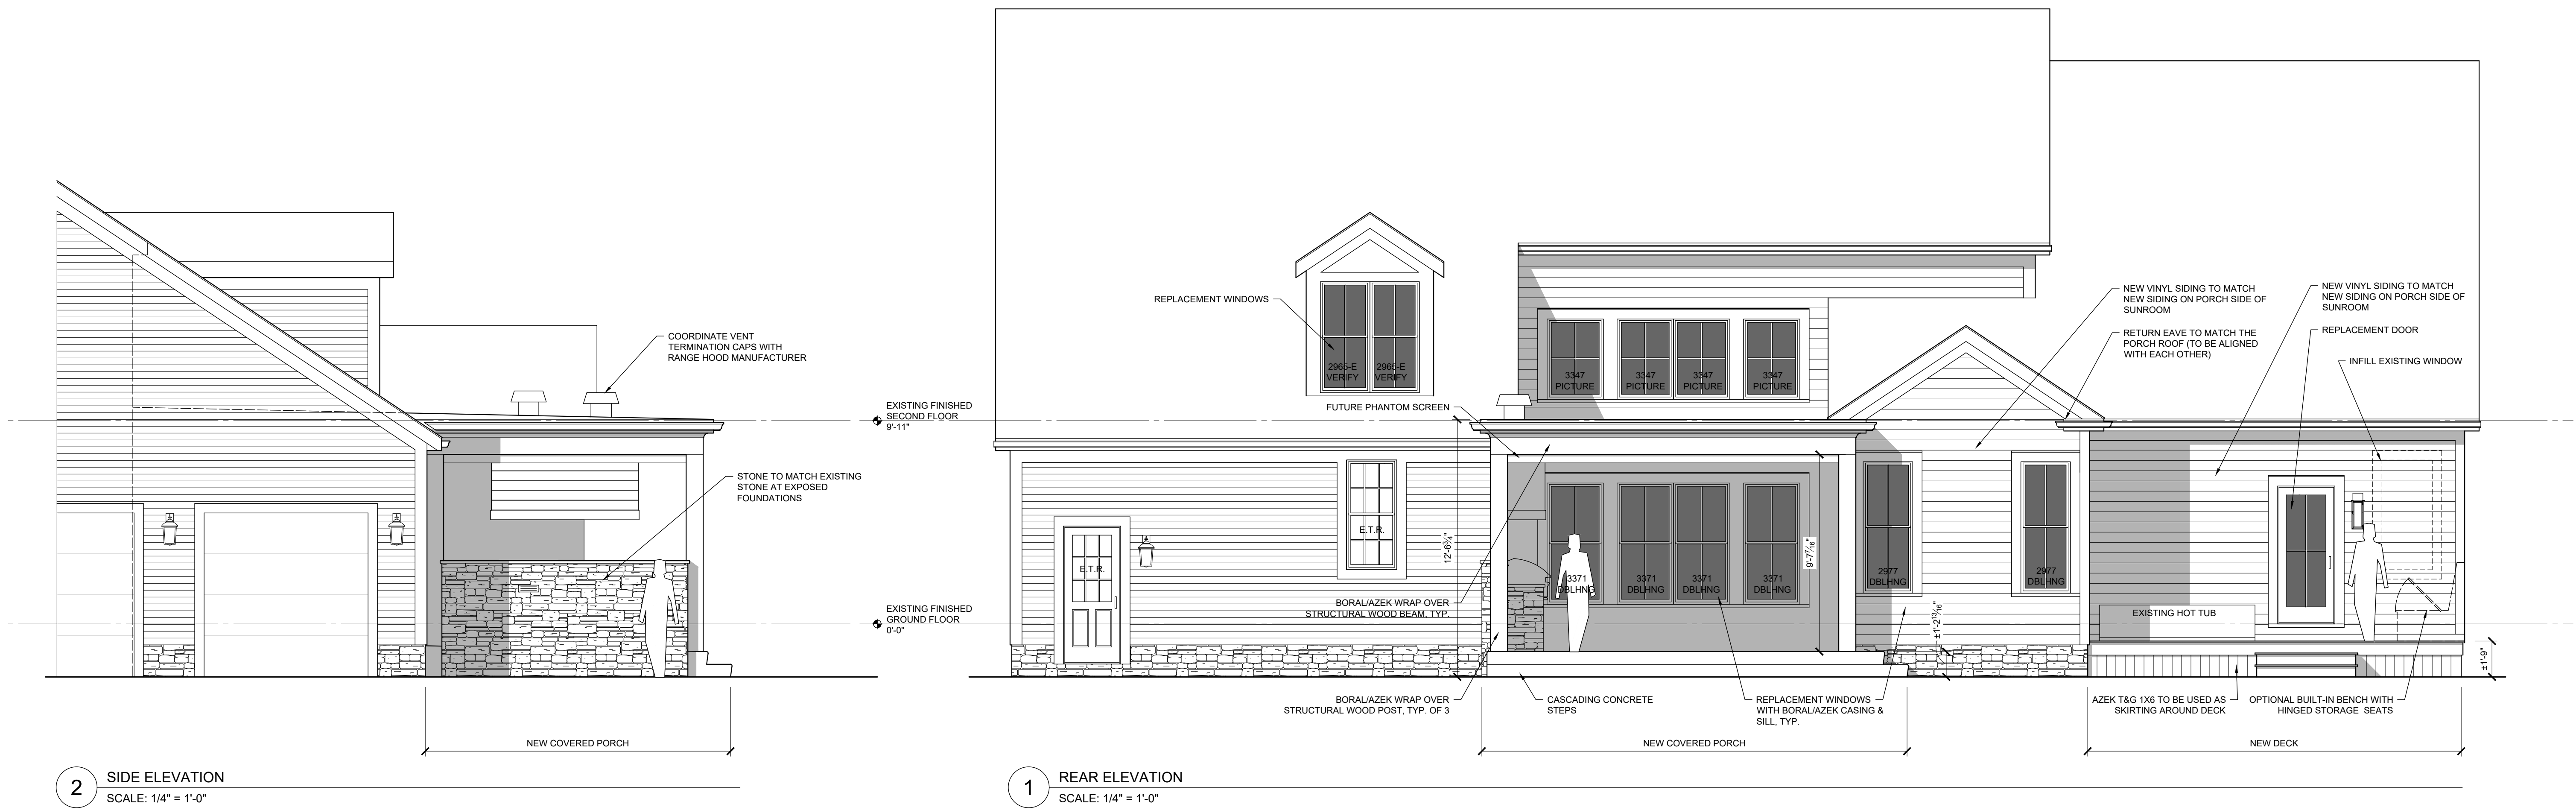 COORDINATE VENT
TERMINATION CAPS WITH
RANGE HOOD MANUFACTURER
STONE TO MATCH EXISTING
STONE AT EXPOSED
FOUNDATIONS
NEW COVERED PORCH
2
SIDE ELEVATION
SCALE: 1/4" = 1'-0"
EXISTING FINISHED
SECOND FLOOR
9'-11"
EXISTING FINISHED
GROUND FLOOR
0'-0"
REPLACEMENT WINDOWS
2965-E
VERIFY
2965-E
VERIFY
FUTURE PHANTOM SCREEN
3347
PICTURE
3347
PICTURE
3347
PICTURE
3347
PICTURE
NEW VINYL SIDING TO MATCH
NEW SIDING ON PORCH SIDE OF
SUNROOM
RETURN EAVE TO MATCH THE
PORCH ROOF (TO BE ALIGNED
WITH EACH OTHER)
NEW VINYL SIDING TO MATCH
NEW SIDING ON PORCH SIDE OF
SUNROOM
REPLACEMENT DOOR
INFILL EXISTING WINDOW
E.T.R.
E.T.R.
12'-6¾"
9'-7⁷⁄₁₆"
3371
DBLHNG
3371
DBLHNG
3371
DBLHNG
3371
DBLHNG
2977
DBLHNG
2977
DBLHNG
BORAL/AZEK WRAP OVER
STRUCTURAL WOOD BEAM, TYP.
±1'-2¹³⁄₁₆"
EXISTING HOT TUB
±1'-9"
BORAL/AZEK WRAP OVER
STRUCTURAL WOOD POST, TYP. OF 3
CASCADING CONCRETE
STEPS
REPLACEMENT WINDOWS
WITH BORAL/AZEK CASING &
SILL, TYP.
AZEK T&G 1X6 TO BE USED AS
SKIRTING AROUND DECK
OPTIONAL BUILT-IN BENCH WITH
HINGED STORAGE SEATS
NEW COVERED PORCH
NEW DECK
1
REAR ELEVATION
SCALE: 1/4" = 1'-0"